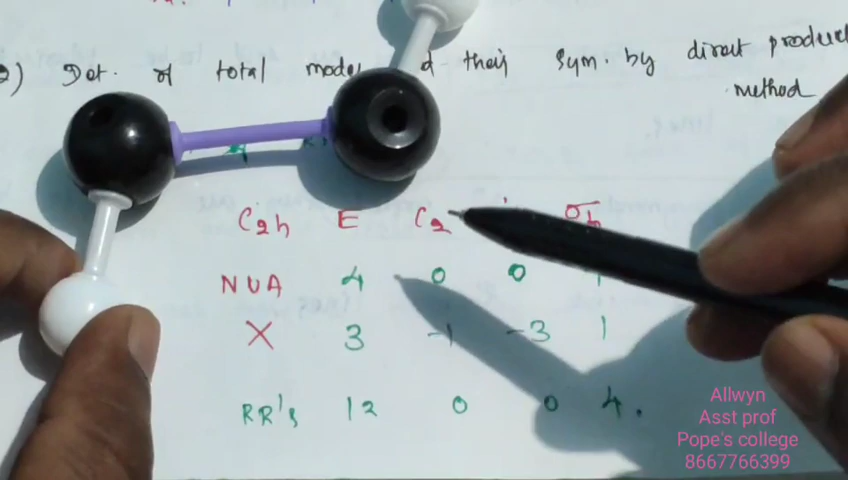 2) Det. of total modes d their sym. by direct product
method
C2h E C2 i σh
NUA 4 0 0
X 3 -1 -3 1
RR's 12 0 0 4.
Allwyn
Asst prof
Pope's college
8667766399